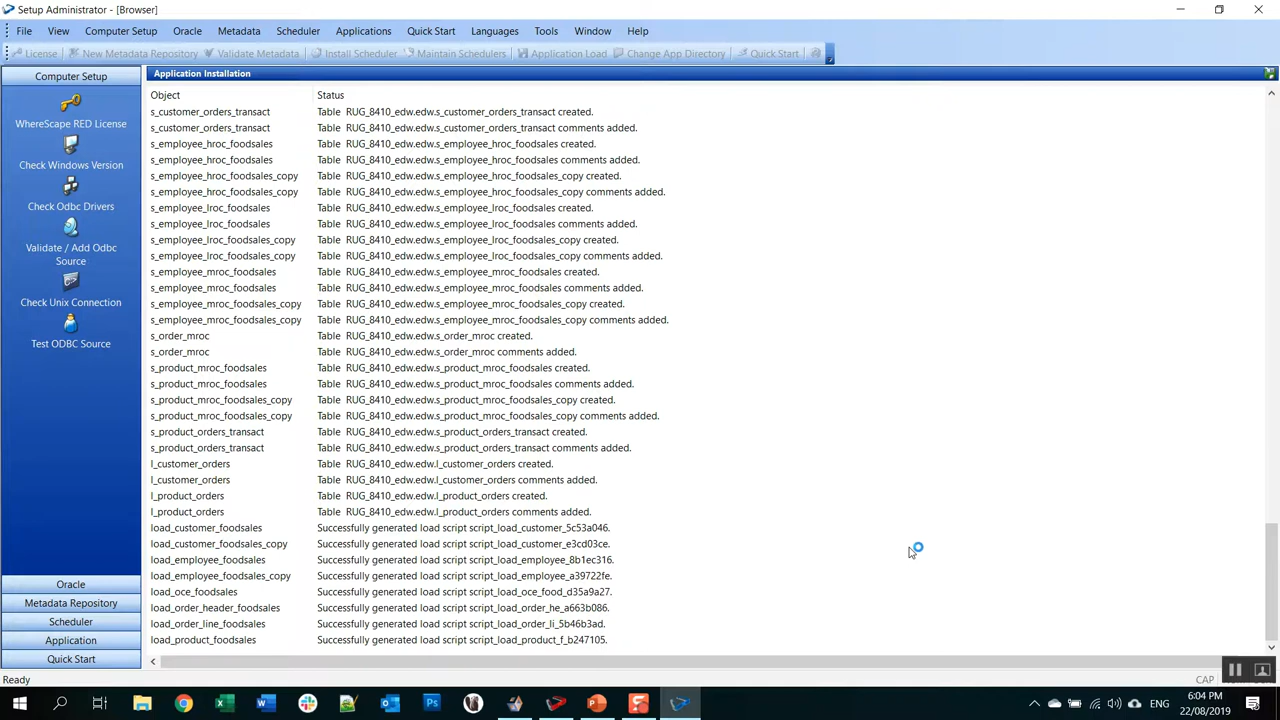 Setup Administrator - [Browser]
File View Computer Setup Oracle Metadata Scheduler Applications Quick Start Languages Tools Window Help
License New Metadata Repository Validate Metadata Install Scheduler Maintain Schedulers Application Load Change App Directory Quick Start
Computer Setup
WhereScape RED License
Check Windows Version
Check Odbc Drivers
Validate / Add Odbc
Source
Check Unix Connection
Test ODBC Source
Oracle
Metadata Repository
Scheduler
Application
Quick Start
Application Installation
Object Status
s_customer_orders_transact Table RUG_8410_edw.edw.s_customer_orders_transact created.
s_customer_orders_transact Table RUG_8410_edw.edw.s_customer_orders_transact comments added.
s_employee_hroc_foodsales Table RUG_8410_edw.edw.s_employee_hroc_foodsales created.
s_employee_hroc_foodsales Table RUG_8410_edw.edw.s_employee_hroc_foodsales comments added.
s_employee_hroc_foodsales_copy Table RUG_8410_edw.edw.s_employee_hroc_foodsales_copy created.
s_employee_hroc_foodsales_copy Table RUG_8410_edw.edw.s_employee_hroc_foodsales_copy comments added.
s_employee_lroc_foodsales Table RUG_8410_edw.edw.s_employee_lroc_foodsales created.
s_employee_lroc_foodsales Table RUG_8410_edw.edw.s_employee_lroc_foodsales comments added.
s_employee_lroc_foodsales_copy Table RUG_8410_edw.edw.s_employee_lroc_foodsales_copy created.
s_employee_lroc_foodsales_copy Table RUG_8410_edw.edw.s_employee_lroc_foodsales_copy comments added.
s_employee_mroc_foodsales Table RUG_8410_edw.edw.s_employee_mroc_foodsales created.
s_employee_mroc_foodsales Table RUG_8410_edw.edw.s_employee_mroc_foodsales comments added.
s_employee_mroc_foodsales_copy Table RUG_8410_edw.edw.s_employee_mroc_foodsales_copy created.
s_employee_mroc_foodsales_copy Table RUG_8410_edw.edw.s_employee_mroc_foodsales_copy comments added.
s_order_mroc Table RUG_8410_edw.edw.s_order_mroc created.
s_order_mroc Table RUG_8410_edw.edw.s_order_mroc comments added.
s_product_mroc_foodsales Table RUG_8410_edw.edw.s_product_mroc_foodsales created.
s_product_mroc_foodsales Table RUG_8410_edw.edw.s_product_mroc_foodsales comments added.
s_product_mroc_foodsales_copy Table RUG_8410_edw.edw.s_product_mroc_foodsales_copy created.
s_product_mroc_foodsales_copy Table RUG_8410_edw.edw.s_product_mroc_foodsales_copy comments added.
s_product_orders_transact Table RUG_8410_edw.edw.s_product_orders_transact created.
s_product_orders_transact Table RUG_8410_edw.edw.s_product_orders_transact comments added.
l_customer_orders Table RUG_8410_edw.edw.l_customer_orders created.
l_customer_orders Table RUG_8410_edw.edw.l_customer_orders comments added.
l_product_orders Table RUG_8410_edw.edw.l_product_orders created.
l_product_orders Table RUG_8410_edw.edw.l_product_orders comments added.
load_customer_foodsales Successfully generated load script script_load_customer_5c53a046.
load_customer_foodsales_copy Successfully generated load script script_load_customer_e3cd03ce.
load_employee_foodsales Successfully generated load script script_load_employee_8b1ec316.
load_employee_foodsales_copy Successfully generated load script script_load_employee_a39722fe.
load_oce_foodsales Successfully generated load script script_load_oce_food_d35a9a27.
load_order_header_foodsales Successfully generated load script script_load_order_he_a663b086.
load_order_line_foodsales Successfully generated load script script_load_order_li_5b46b3ad.
load_product_foodsales Successfully generated load script script_load_product_f_b247105.
Ready CAP
ENG
6:04 PM
22/08/2019